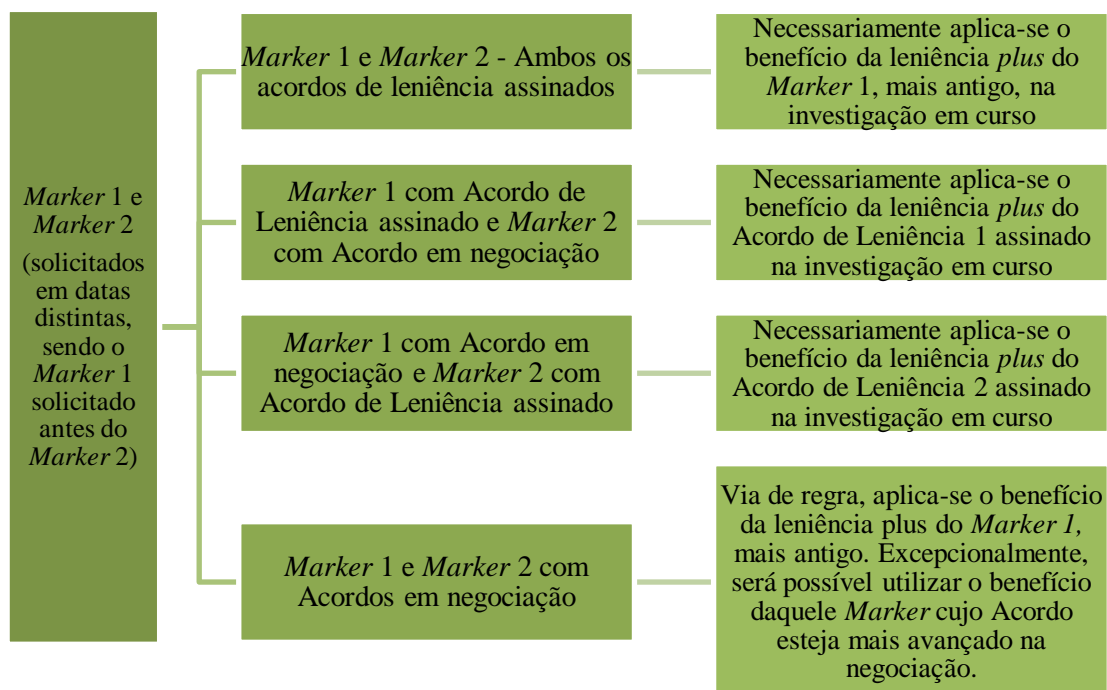 Marker 1 e
Marker 2
(solicitados
em datas
distintas,
sendo o
Marker 1
solicitado
antes do
Marker 2)
Marker 1 e Marker 2 - Ambos os
acordos de leniência assinados
Necessariamente aplica-se o
benefício da leniência plus do
Marker 1, mais antigo, na
investigação em curso
Marker 1 com Acordo de
Leniência assinado e Marker 2
com Acordo em negociação
Necessariamente aplica-se o
benefício da leniência plus do
Acordo de Leniência 1 assinado
na investigação em curso
Marker 1 com Acordo em
negociação e Marker 2 com
Acordo de Leniência assinado
Necessariamente aplica-se o
benefício da leniência plus do
Acordo de Leniência 2 assinado
na investigação em curso
Marker 1 e Marker 2 com
Acordos em negociação
Via de regra, aplica-se o benefício
da leniência plus do Marker 1,
mais antigo. Excepcionalmente,
será possível utilizar o benefício
daquele Marker cujo Acordo
esteja mais avançado na
negociação.